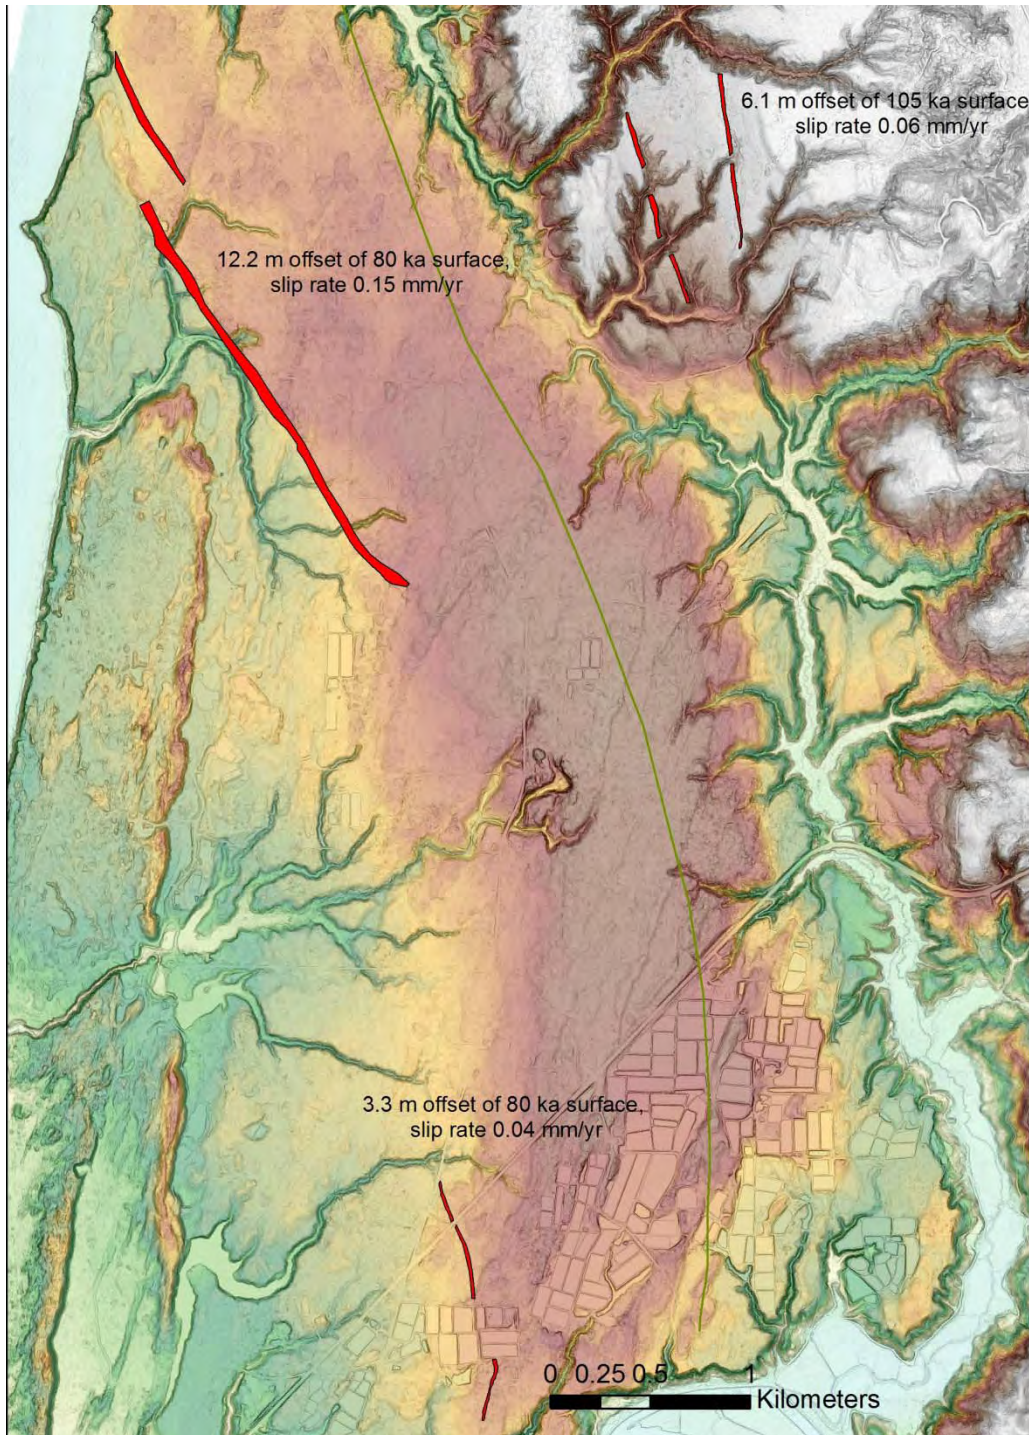 6.1 m offset of 105 ka surface
slip rate 0.06 mm/yr
12.2 m offset of 80 ka surface,
slip rate 0.15 mm/yr
3.3 m offset of 80 ka surface,
slip rate 0.04 mm/yr
0 0.25 0.5 1
Kilometers